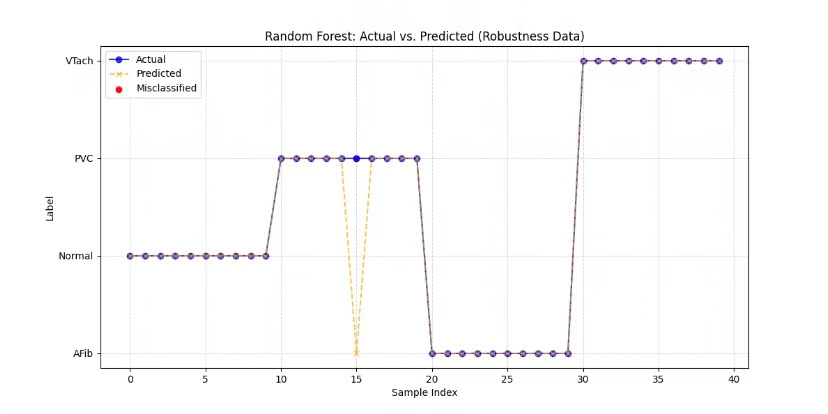 Random Forest: Actual vs. Predicted (Robustness Data)
Actual
Predicted
Misclassified
VTach
PVC
Normal
AFib
Label
0 5 10 15 20 25 30 35 40
Sample Index